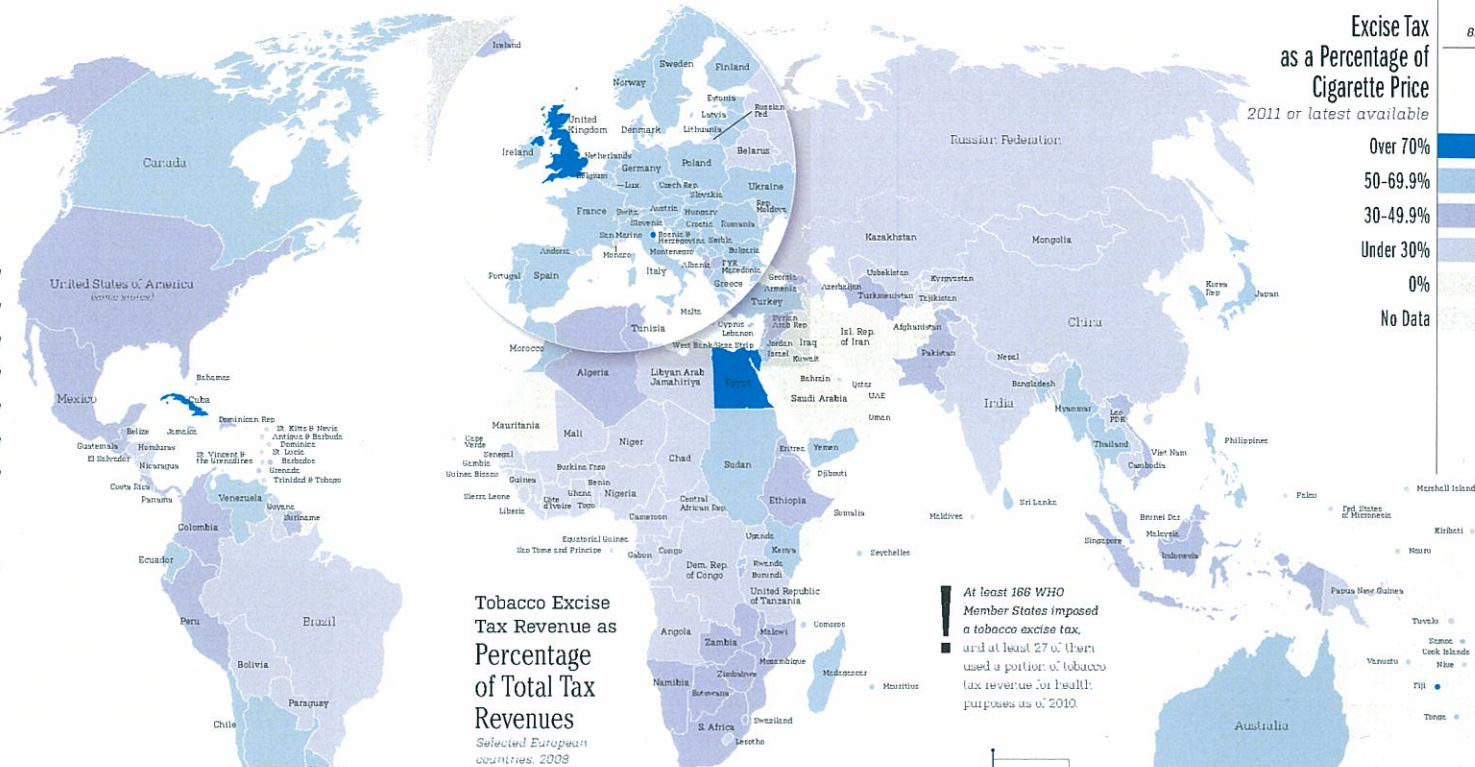 Excise Tax
as a Percentage of
Cigarette Price
2011 or latest available
Over 70%
50–69.9%
30–49.9%
Under 30%
0%
No Data
Iceland
Sweden
Finland
Norway
Estonia
Russian
Fed.
Latvia
Lithuania
United
Kingdom
Denmark
Ireland
Netherlands
Belarus
Germany
Poland
Belgium
Lux.
Czech Rep.
Ukraine
Slovakia
France
Switz.
Austria
Hungary
Rep.
Moldova
Slovenia
Croatia
Romania
San Marino
Bosnia &
Herzegovina
Serbia
Andorra
Monaco
Montenegro
Bulgaria
Portugal
Spain
Italy
Albania
FYR
Macedonia
Greece
Malta
Tunisia
Canada
United States of America
Mexico
Bahamas
Cuba
Dominican Rep.
Belize
Jamaica
St. Kitts & Nevis
Antigua & Barbuda
Dominica
Guatemala
Honduras
St. Lucia
El Salvador
St. Vincent &
the Grenadines
Barbados
Nicaragua
Grenada
Trinidad & Tobago
Costa Rica
Panama
Venezuela
Guyana
Suriname
Colombia
Ecuador
Peru
Brazil
Bolivia
Paraguay
Chile
Russian Federation
Kazakhstan
Mongolia
Georgia
Armenia
Azerbaijan
Uzbekistan
Kyrgyzstan
Turkmenistan
Tajikistan
Turkey
Korea
Rep.
Japan
China
Cyprus
Lebanon
Syrian
Arab Rep.
West Bank/Gaza Strip
Jordan
Israel
Iraq
Isl. Rep.
of Iran
Afghanistan
Kuwait
Pakistan
Nepal
Bahrain
Qatar
Saudi Arabia
UAE
Oman
Bangladesh
India
Myanmar
Lao
PDR
Thailand
Viet Nam
Cambodia
Philippines
Sri Lanka
Maldives
Brunei Dar.
Malaysia
Singapore
Indonesia
Palau
Fed. States
of Micronesia
Marshall Island
Kiribati
Nauru
Papua New Guinea
Tuvalu
Samoa
Cook Islands
Vanuatu
Niue
Fiji
Tonga
Australia
Morocco
Algeria
Libyan Arab
Jamahiriya
Egypt
Mauritania
Mali
Niger
Chad
Sudan
Eritrea
Yemen
Djibouti
Cape
Verde
Senegal
Gambia
Guinea Bissau
Guinea
Burkina Faso
Benin
Sierra Leone
Liberia
Côte
d'Ivoire
Ghana
Togo
Nigeria
Cameroon
Central
African Rep.
Ethiopia
Somalia
Equatorial Guinea
Sao Tome and Principe
Gabon
Congo
Dem. Rep.
of Congo
Uganda
Kenya
Rwanda
Burundi
Seychelles
United Republic
of Tanzania
Comoros
Angola
Zambia
Malawi
Mozambique
Namibia
Zimbabwe
Botswana
Madagascar
Mauritius
S. Africa
Swaziland
Lesotho
Tobacco Excise
Tax Revenue as
Percentage
of Total Tax
Revenues
Selected European
countries, 2008
At least 166 WHO
Member States imposed
a tobacco excise tax,
and at least 27 of them
used a portion of tobacco
tax revenue for health
purposes as of 2010.